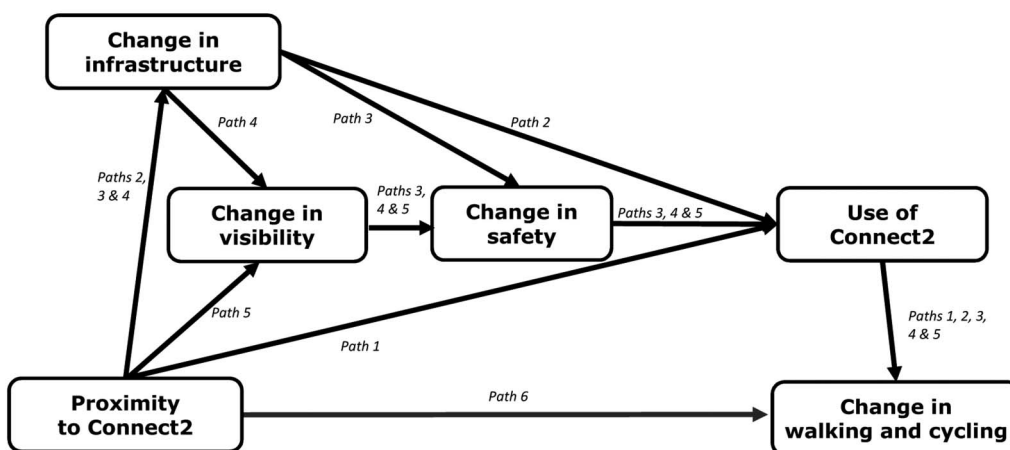 Change in
infrastructure
Path 4
Path 3
Path 2
Paths 2,
3 & 4
Change in
visibility
Paths 3,
4 & 5
Change in
safety
Paths 3, 4 & 5
Use of
Connect2
Path 5
Path 1
Paths 1, 2, 3,
4 & 5
Proximity
to Connect2
Path 6
Change in
walking and cycling